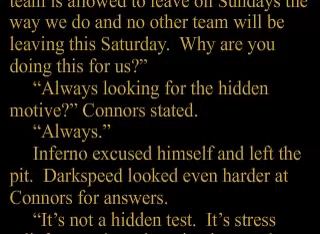 team is allowed to leave on Sundays the
way we do and no other team will be
leaving this Saturday.  Why are you
doing this for us?”
“Always looking for the hidden
motive?” Connors stated.
“Always.”
Inferno excused himself and left the
pit.  Darkspeed looked even harder at
Connors for answers.
“It’s not a hidden test.  It’s stress